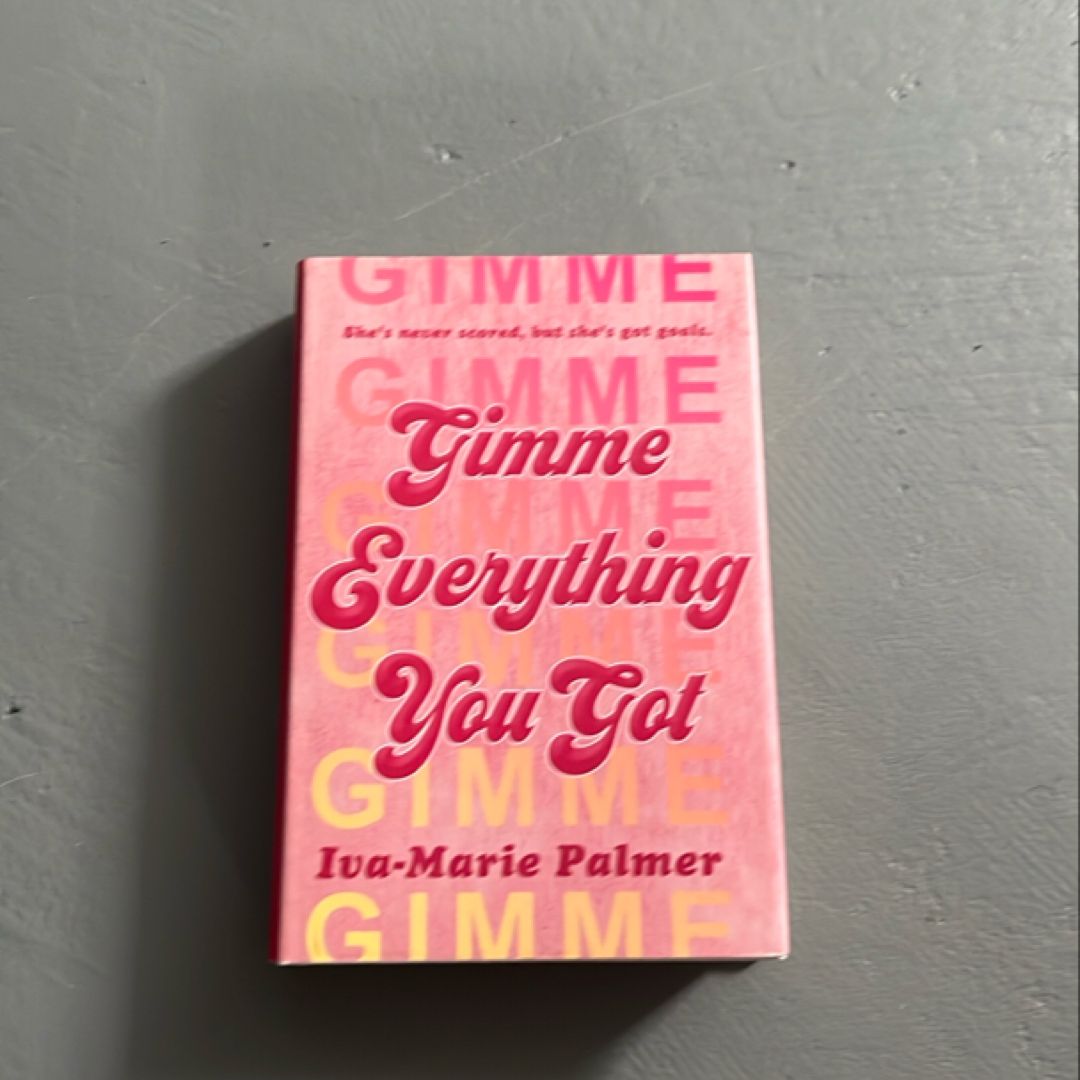 GIMME
She's never scored, but she's got goals.
GIMME
Gimme
GIMME
Everything
GIMME
You Got
GIMME
Iva-Marie Palmer
GIMME